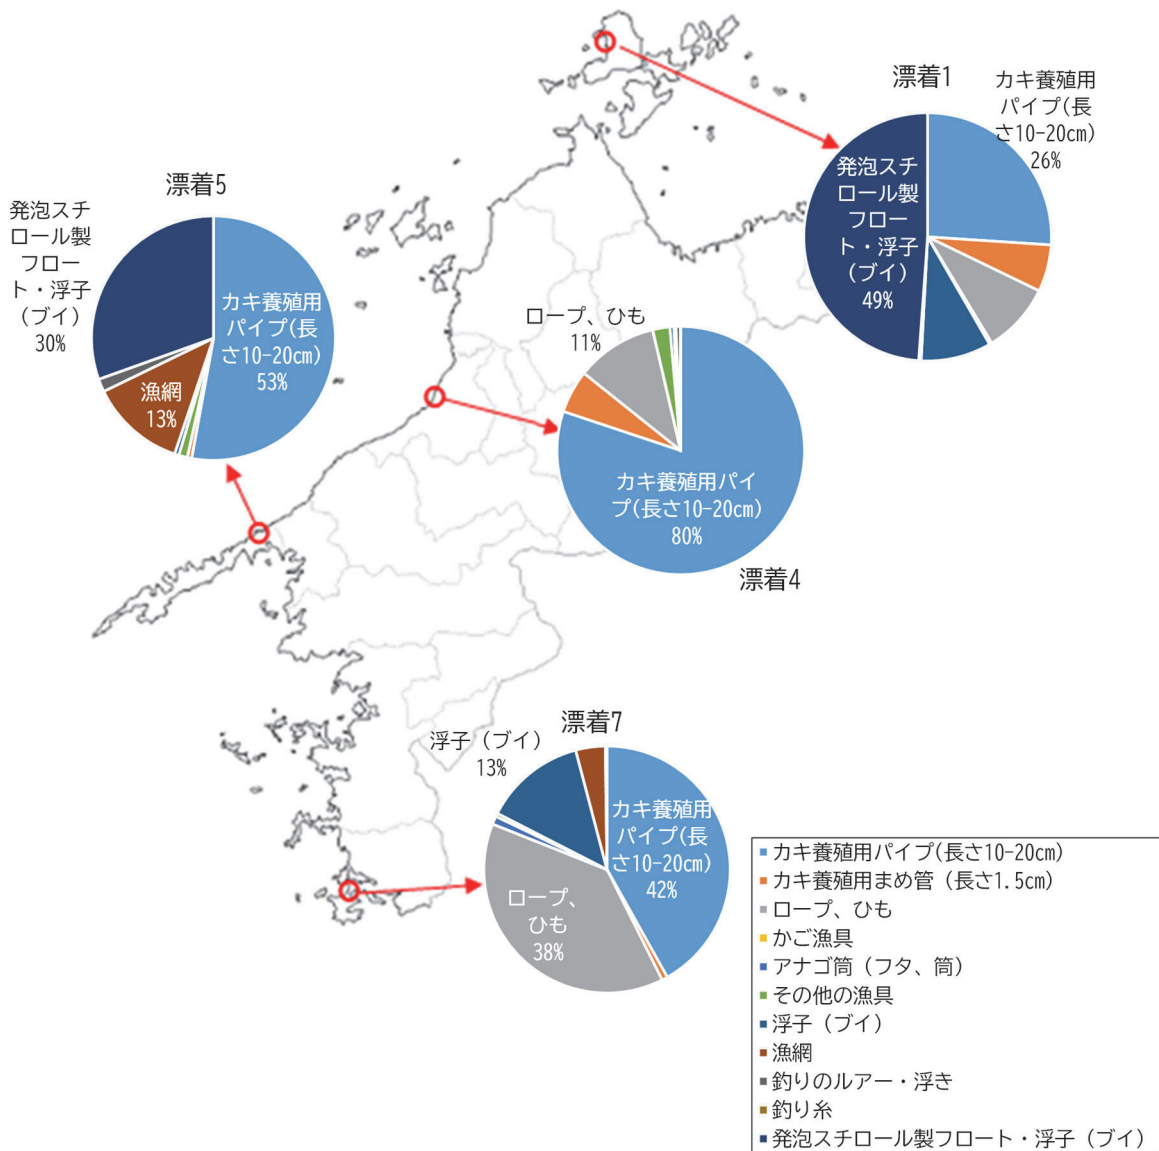 漂着1
カキ養殖用
パイプ(長
さ10-20cm)
26%
発泡スチ
ロール製
フロー
ト・浮子
（ブイ）
49%
漂着5
発泡スチ
ロール製
フロー
ト・浮子
（ブイ）
30%
カキ養殖用
パイプ(長
さ10-20cm)
53%
漁網
13%
ロープ、ひも
11%
カキ養殖用パイ
プ(長さ10-20cm)
80%
漂着4
漂着7
浮子（ブイ）
13%
カキ養殖用
パイプ(長
さ10-20cm)
42%
ロープ、
ひも
38%
カキ養殖用パイプ(長さ10-20cm)
カキ養殖用まめ管（長さ1.5cm）
ロープ、ひも
かご漁具
アナゴ筒（フタ、筒）
その他の漁具
浮子（ブイ）
漁網
釣りのルアー・浮き
釣り糸
発泡スチロール製フロート・浮子（ブイ）